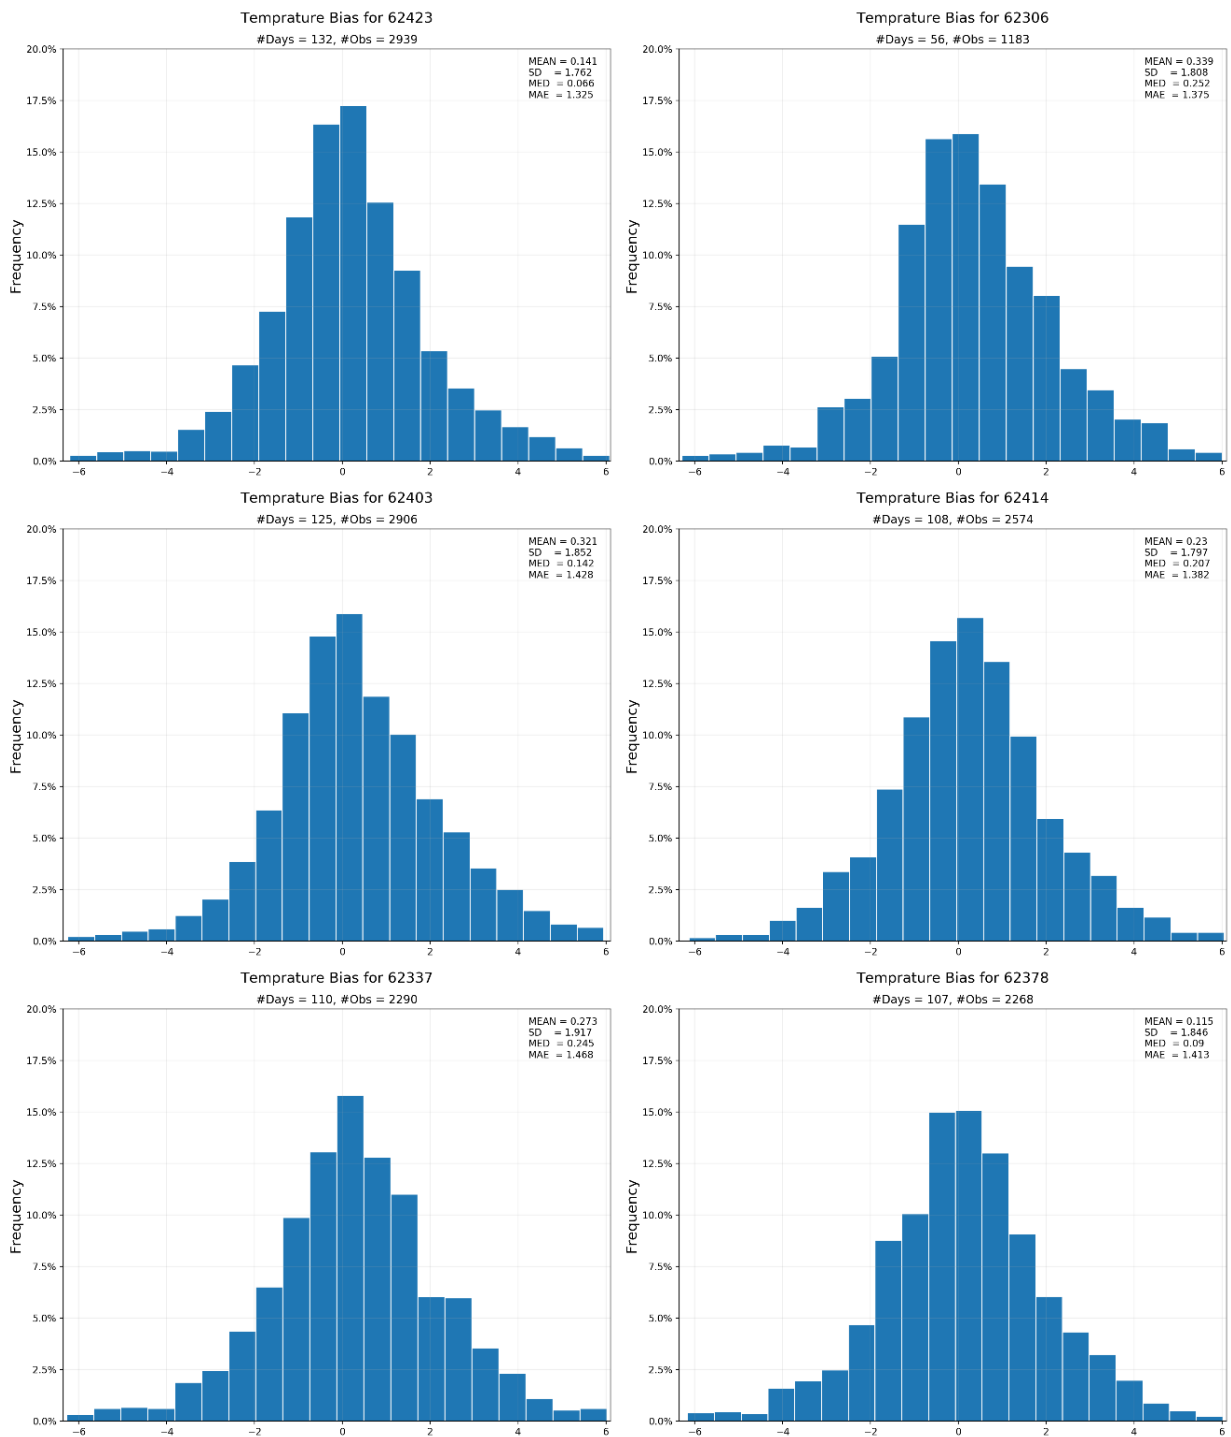 Temprature Bias for 62423
#Days = 132, #Obs = 2939
MEAN = 0.141
SD = 1.762
MED = 0.066
MAE = 1.325
20.0%
17.5%
15.0%
12.5%
10.0%
7.5%
5.0%
2.5%
0.0%
Frequency
−6 −4 −2 0 2 4 6
Temprature Bias for 62306
#Days = 56, #Obs = 1183
MEAN = 0.339
SD = 1.808
MED = 0.252
MAE = 1.375
20.0%
17.5%
15.0%
12.5%
10.0%
7.5%
5.0%
2.5%
0.0%
Frequency
−6 −4 −2 0 2 4 6
Temprature Bias for 62403
#Days = 125, #Obs = 2906
MEAN = 0.321
SD = 1.852
MED = 0.142
MAE = 1.428
20.0%
17.5%
15.0%
12.5%
10.0%
7.5%
5.0%
2.5%
0.0%
Frequency
−6 −4 −2 0 2 4 6
Temprature Bias for 62414
#Days = 108, #Obs = 2574
MEAN = 0.23
SD = 1.797
MED = 0.207
MAE = 1.382
20.0%
17.5%
15.0%
12.5%
10.0%
7.5%
5.0%
2.5%
0.0%
Frequency
−6 −4 −2 0 2 4 6
Temprature Bias for 62337
#Days = 110, #Obs = 2290
MEAN = 0.273
SD = 1.917
MED = 0.245
MAE = 1.468
20.0%
17.5%
15.0%
12.5%
10.0%
7.5%
5.0%
2.5%
0.0%
Frequency
−6 −4 −2 0 2 4 6
Temprature Bias for 62378
#Days = 107, #Obs = 2268
MEAN = 0.115
SD = 1.846
MED = 0.09
MAE = 1.413
20.0%
17.5%
15.0%
12.5%
10.0%
7.5%
5.0%
2.5%
0.0%
Frequency
−6 −4 −2 0 2 4 6